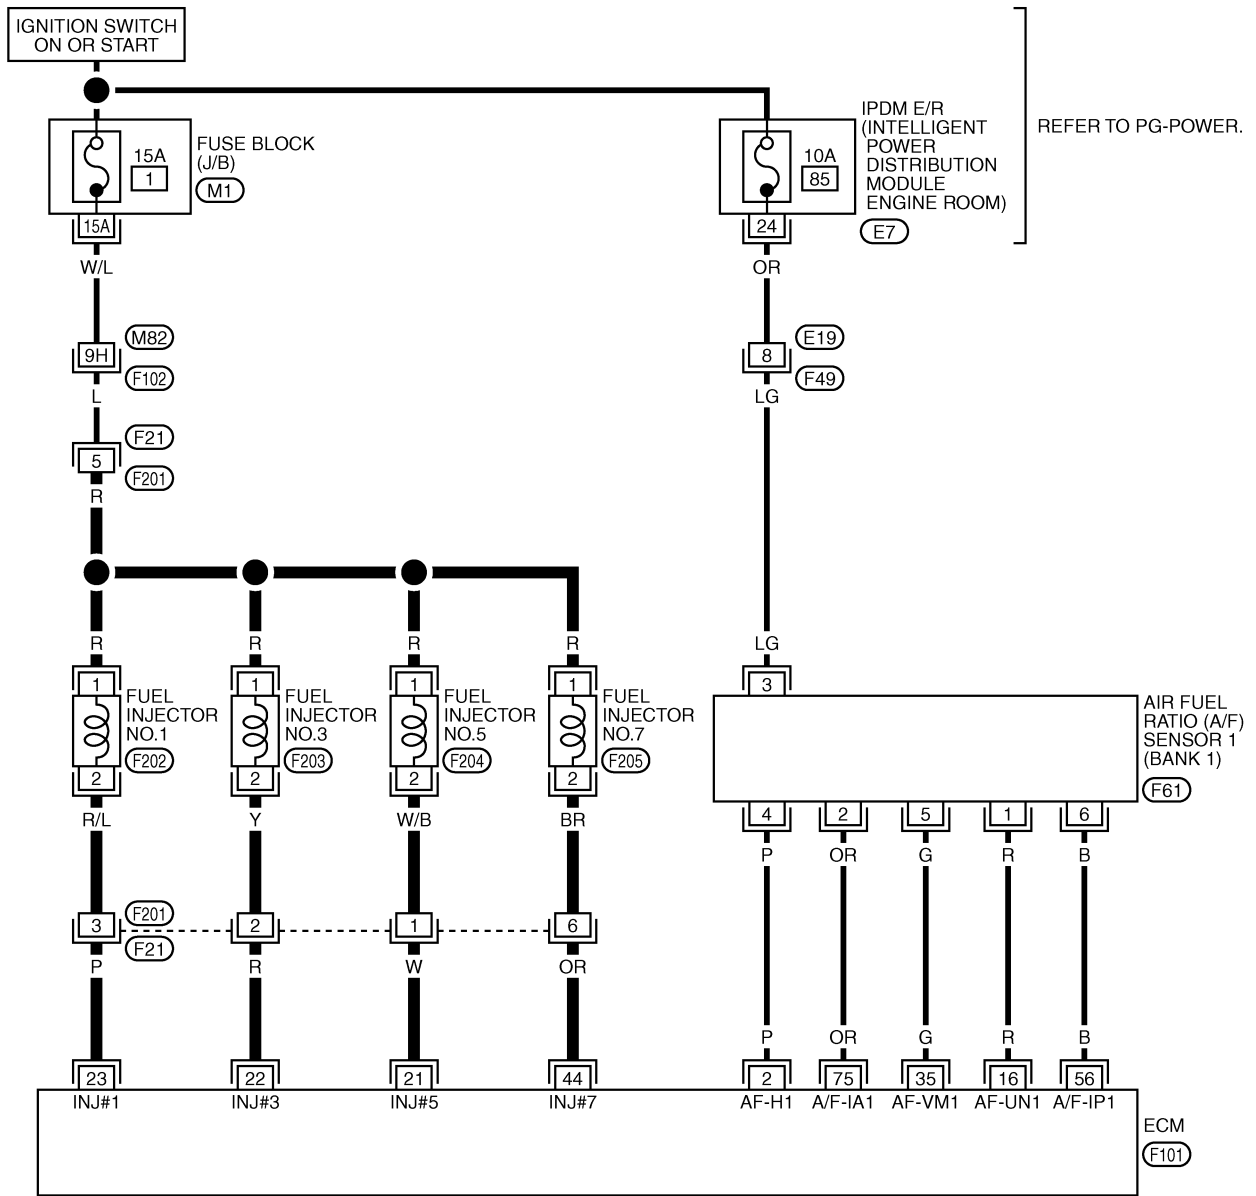 IGNITION SWITCH
ON OR START
REFER TO PG-POWER.
15A
1
FUSE BLOCK
(J/B)
M1
10A
85
IPDM E/R
(INTELLIGENT
POWER
DISTRIBUTION
MODULE
ENGINE ROOM)
E7
15A
24
W/L
OR
9H
M82
F102
8
E19
F49
L
LG
5
F21
F201
R
R
R
R
R
LG
1
1
1
1
3
FUEL
INJECTOR
NO.1
F202
FUEL
INJECTOR
NO.3
F203
FUEL
INJECTOR
NO.5
F204
FUEL
INJECTOR
NO.7
F205
AIR FUEL
RATIO (A/F)
SENSOR 1
(BANK 1)
F61
2
2
2
2
4
2
5
1
6
R/L
Y
W/B
BR
P
OR
G
R
B
3
F201
F21
2
1
6
P
R
W
OR
P
OR
G
R
B
23
22
21
44
2
75
35
16
56
INJ#1
INJ#3
INJ#5
INJ#7
AF-H1
A/F-IA1
AF-VM1
AF-UN1
A/F-IP1
ECM
F101